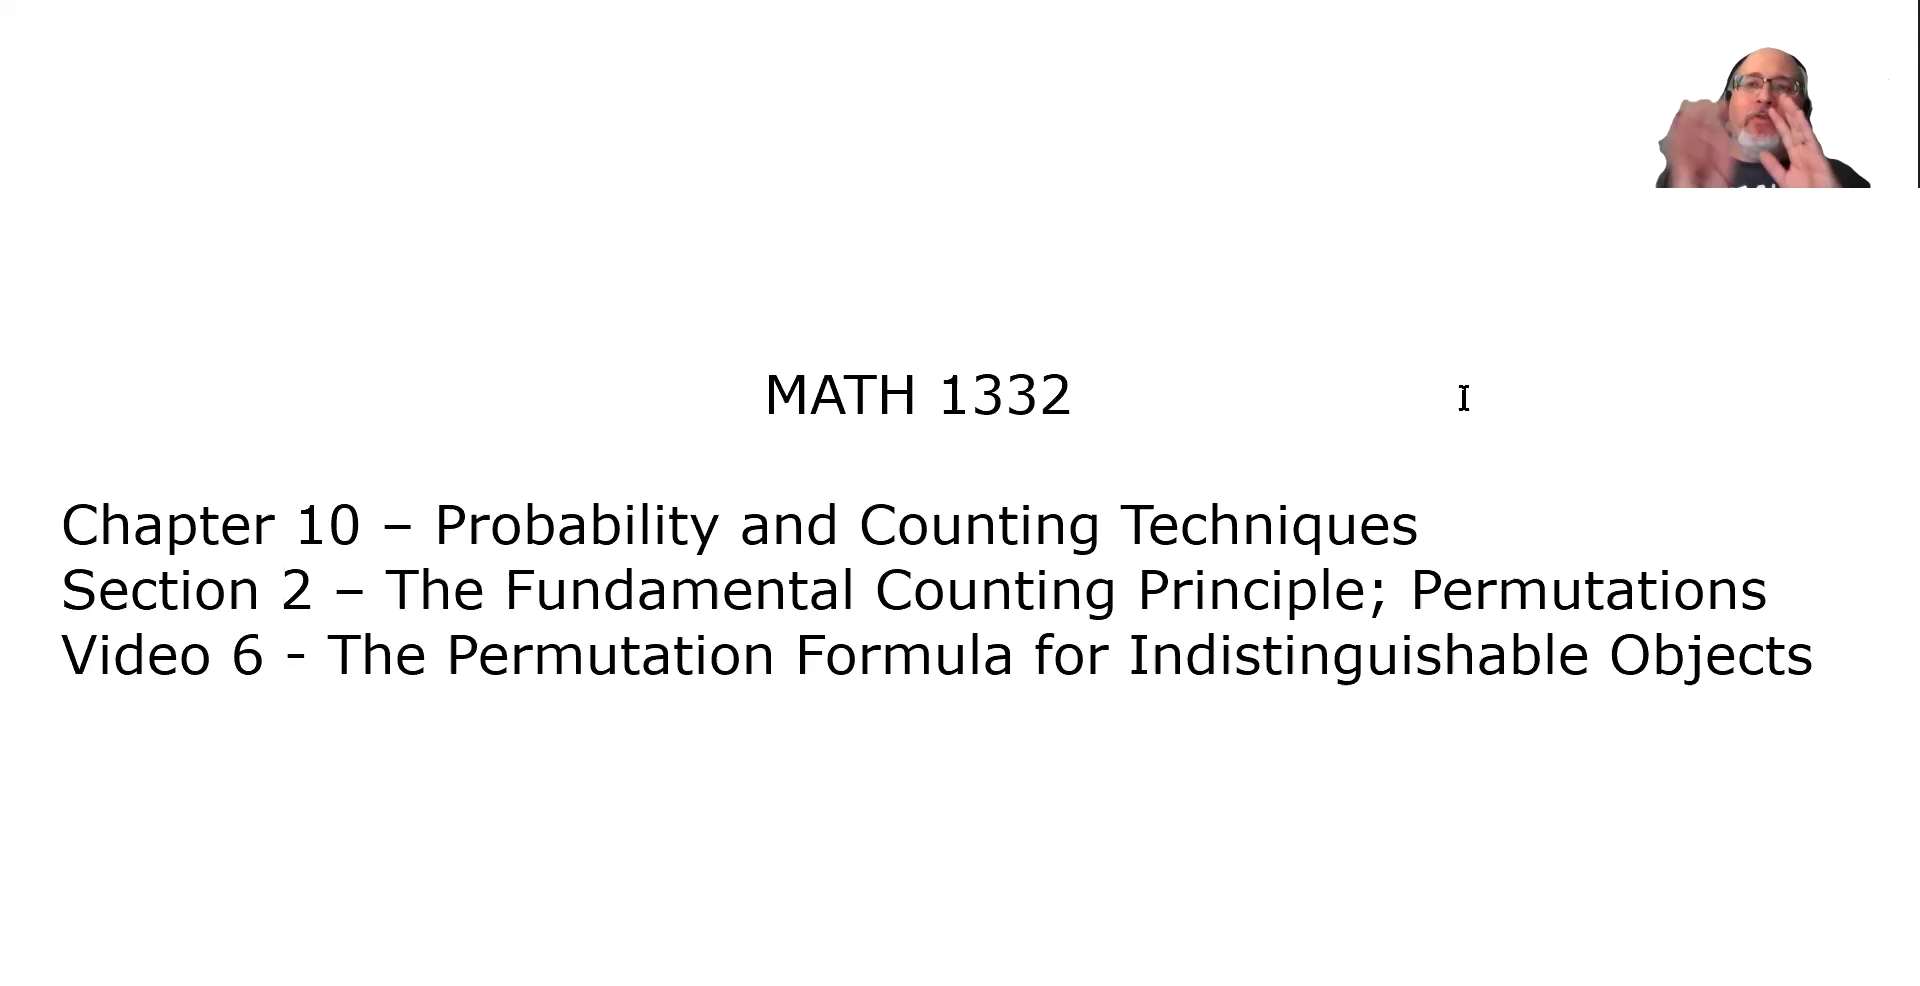 MATH 1332
Chapter 10 – Probability and Counting Techniques
Section 2 – The Fundamental Counting Principle; Permutations
Video 6 - The Permutation Formula for Indistinguishable Objects